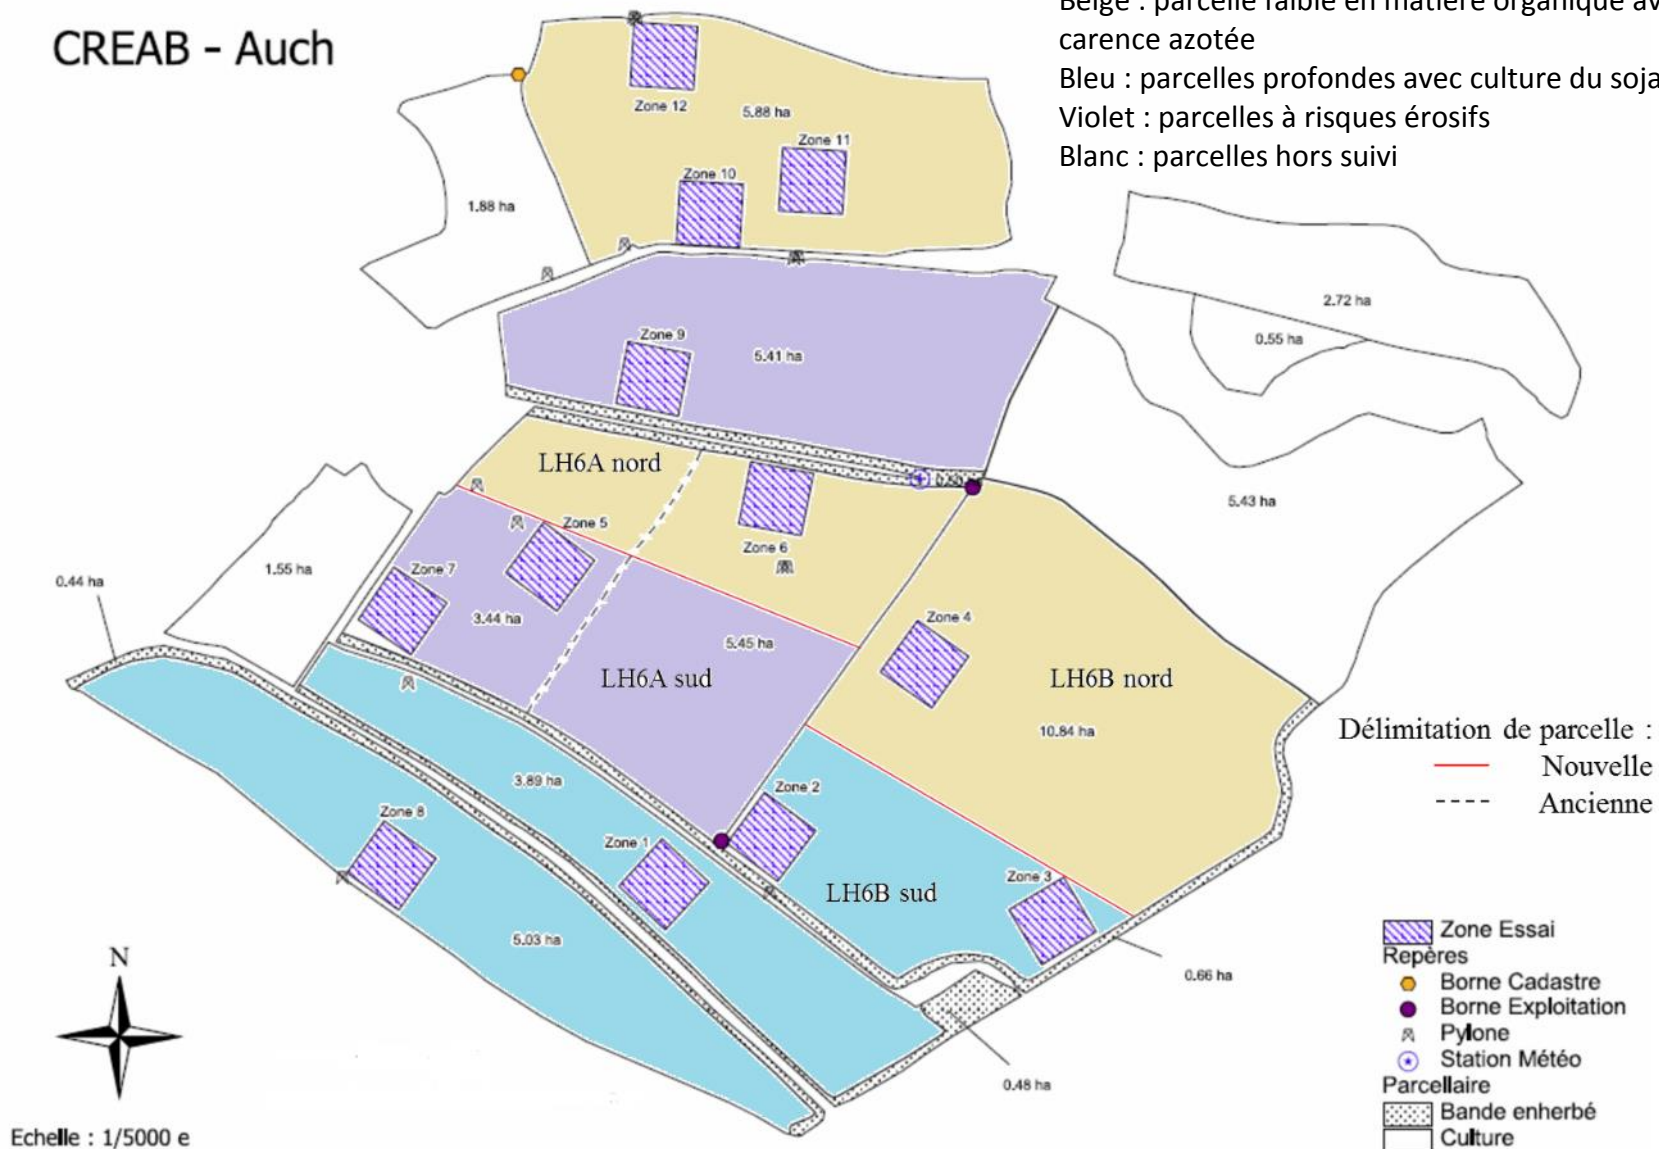 CREAB - Auch
Beige : parcelle faible en matière organique
carence azotée
Bleu : parcelles profondes avec culture du soja
Violet : parcelles à risques érosifs
Blanc : parcelles hors suivi
Zone 12
5.88 ha
Zone 11
Zone 10
1.88 ha
2.72 ha
0.55 ha
Zone 9
5.41 ha
LH6A nord
5.43 ha
Zone 5
Zone 6
Zone 7
1.55 ha
0.44 ha
3.44 ha
5.45 ha
Zone 4
LH6A sud
LH6B nord
10.84 ha
Délimitation de parcelle :
Nouvelle
Ancienne
3.89 ha
Zone 2
Zone 8
Zone 1
Zone 3
LH6B sud
5.03 ha
0.66 ha
0.48 ha
N
Echelle : 1/5000 e
Zone Essai
Repères
Borne Cadastre
Borne Exploitation
Pylone
Station Météo
Parcellaire
Bande enherbé
Culture